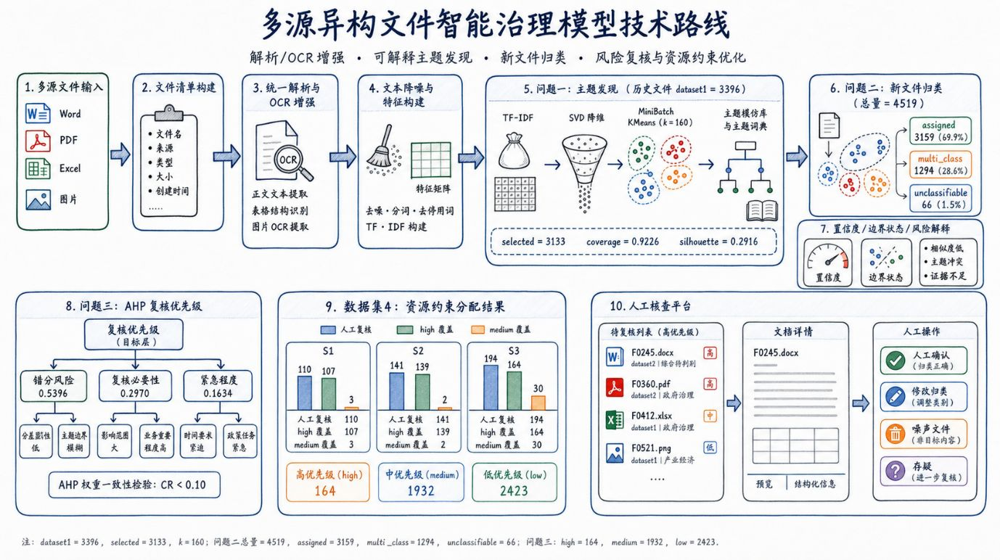 多源异构文件智能治理模型技术路线
解析/OCR 增强 • 可解释主题发现 • 新文件归类 • 风险复核与资源约束优化
1. 多源文件输入
Word
PDF
Excel
图片
2. 文件清单构建
• 文件名
• 来源
• 类型
• 大小
• 创建时间
.....
3. 统一解析与
OCR 增强
OCR
正文文本提取
表格结构识别
图片OCR提取
4. 文本降噪与
特征构建
特征矩阵
去噪·分词·去停用词
TF·IDF 构建
5. 问题一：主题发现（历史文件 dataset1 = 3396）
TF-IDF
SVD 降维
MiniBatch
KMeans (k = 160)
主题模仿库
与主题词典
selected = 3133 coverage = 0.9226 silhouette = 0.2916
6. 问题二：新文件归类
（总量 = 4519）
assigned
3159 (69.9%)
multi_class
1294 (28.6%)
unclassifiable
66 (1.5%)
7. 置信度/边界状态/风险解释
置信度
边界状态
• 相似度低
• 主题冲突
• 证据不足
8. 问题三：AHP 复核优先级
复核优先级
（目标层）
错分风险
0.5396
复核必要性
0.2970
紧急程度
0.1634
分差显性
低
主题边界
模糊
影响范围
大
业务重要
程度高
时间要求
紧迫
政策任务
紧急
AHP 权重一致性检验：CR < 0.10
9. 数据集4：资源约束分配结果
人工复核 high 覆盖 medium 覆盖
S1
110 107 3
人工复核 110
high 覆盖 107
medium 覆盖 3
S2
141 139 2
人工复核 141
high 覆盖 139
medium 覆盖 2
S3
194 164 30
人工复核 194
high 覆盖 164
medium 覆盖 30
高优先级 (high)
164
中优先级 (medium)
1932
低优先级 (low)
2423
10. 人工核查平台
待复核列表（高优先级）
F0245.docx 高
dataset2 | 综合待判别
F0360.pdf 高
dataset2 | 政府治理
F0412.xlsx 中
dataset1 | 政府治理
F0521.png 低
dataset1 | 产业经济
....
文档详情
F0245.docx
预览 | 结构化信息
人工操作
人工确认
（归类正确）
修改归类
（调整类别）
噪声文件
（非目标内容）
存疑
（进一步复核）
注：dataset1 = 3396，selected = 3133，k = 160；问题二总量 = 4519，assigned = 3159，multi_class = 1294，unclassifiable = 66；问题三：high = 164，medium = 1932，low = 2423.